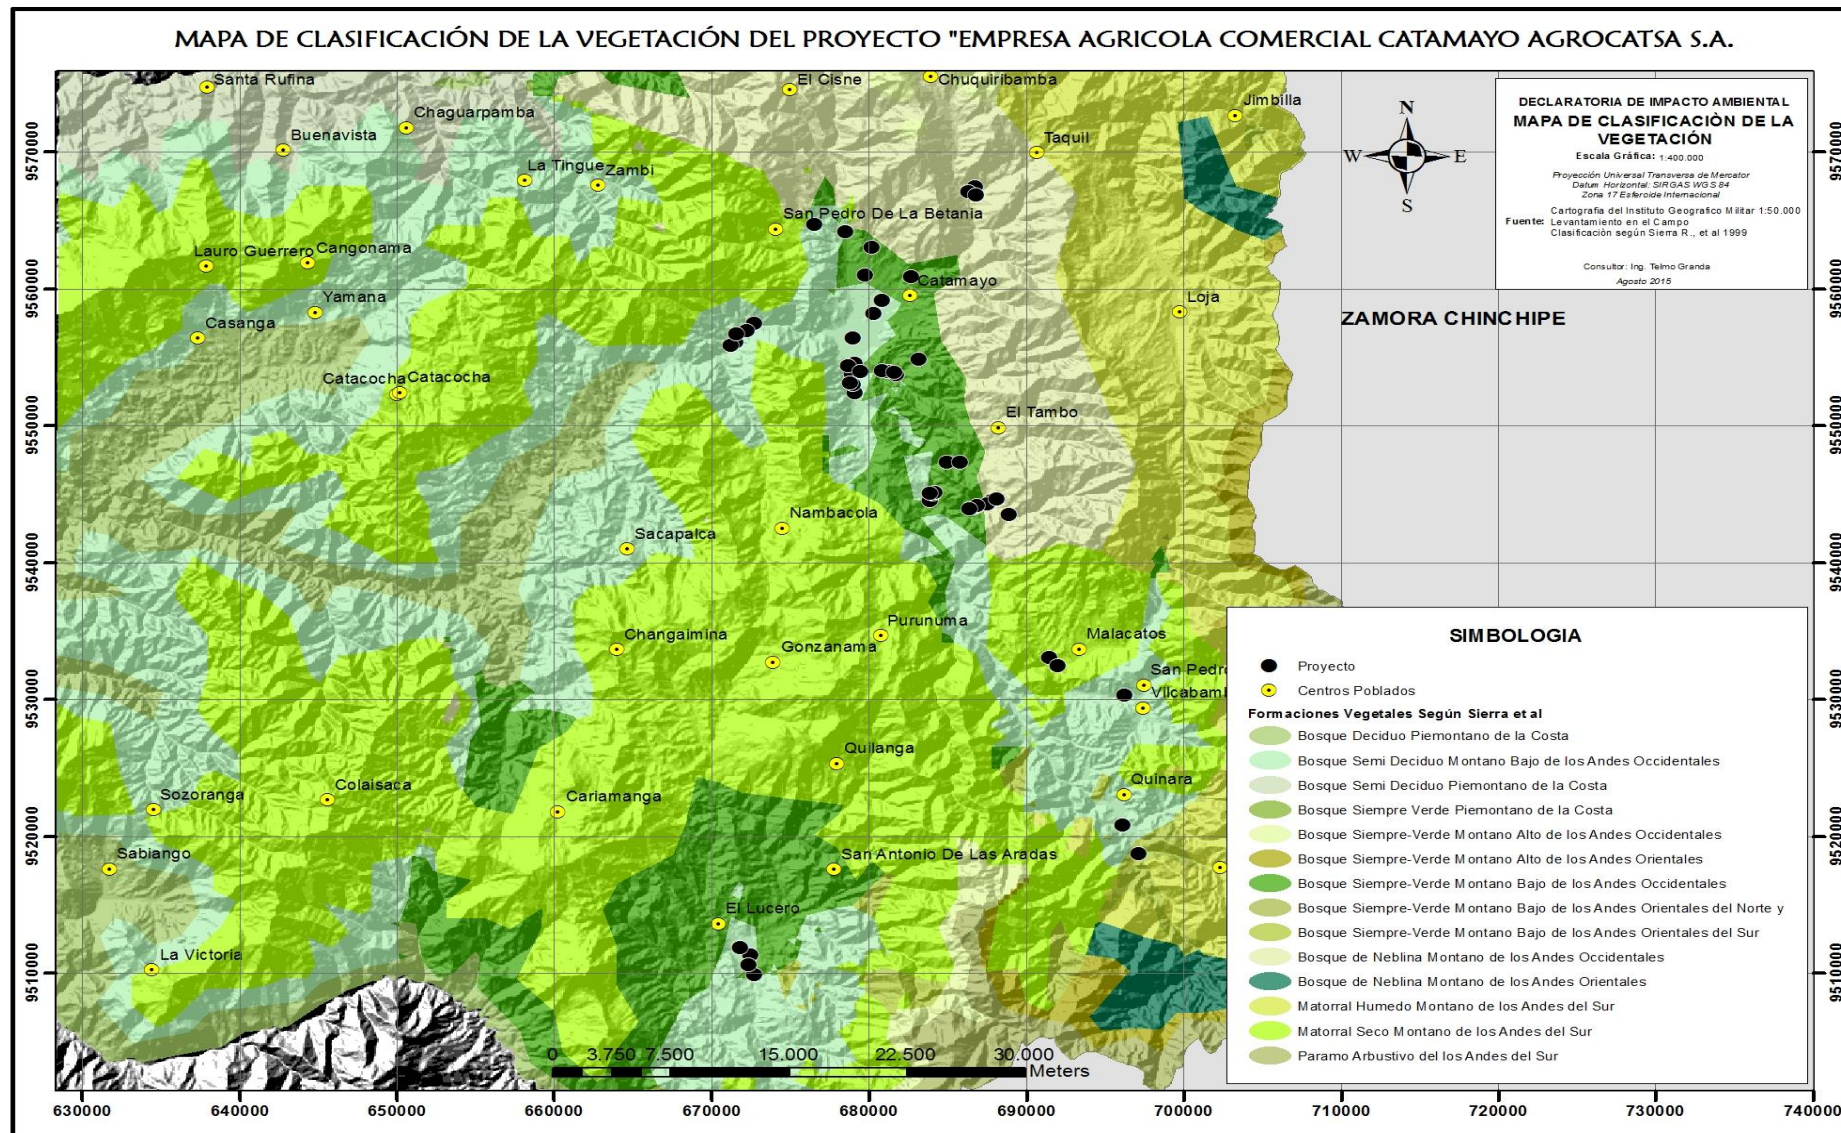 MAPA DE CLASIFICACIÓN DE LA VEGETACIÓN DEL PROYECTO "EMPRESA AGRICOLA COMERCIAL CATAMAYO AGROCATSA S.A.
DECLARATORIA DE IMPACTO AMBIENTAL
MAPA DE CLASIFICACIÒN DE LA
VEGETACIÓN
Escala Gráfica: 1:400.000
Proyección Universal Transversa de Mercator
Datum Horizontal: SIRGAS WGS 84
Zona 17 Esferoide Internacional
Fuente: Cartografia del Instituto Geografico Militar 1:50.000
Levantamiento en el Campo
Clasificaciòn según Sierra R., et al 1999
Consultor: Ing. Telmo Granda
Agosto 2015
N
W E
S
Santa Rufina
El Cisne
Chuquiribamba
Jimbilla
Chaguarpamba
Buenavista
Taquil
La Tingue
Zambi
San Pedro De La Betania
Lauro Guerrero
Cangonama
Catamayo
Yamana
Loja
Casanga
ZAMORA CHINCHIPE
Catacocha
Catacocha
El Tambo
Nambacola
Sacapalca
Purunuma
Changaimina
Gonzanama
Malacatos
San Pedro
Vilcabamb
Quilanga
Quinara
Sozoranga
Colaisaca
Cariamanga
Sabiango
San Antonio De Las Aradas
El Lucero
La Victoria
SIMBOLOGIA
Proyecto
Centros Poblados
Formaciones Vegetales Según Sierra et al
Bosque Deciduo Piemontano de la Costa
Bosque Semi Deciduo Montano Bajo de los Andes Occidentales
Bosque Semi Deciduo Piemontano de la Costa
Bosque Siempre Verde Piemontano de la Costa
Bosque Siempre-Verde Montano Alto de los Andes Occidentales
Bosque Siempre-Verde Montano Alto de los Andes Orientales
Bosque Siempre-Verde Montano Bajo de los Andes Occidentales
Bosque Siempre-Verde Montano Bajo de los Andes Orientales del Norte y
Bosque Siempre-Verde Montano Bajo de los Andes Orientales del Sur
Bosque de Neblina Montano de los Andes Occidentales
Bosque de Neblina Montano de los Andes Orientales
Matorral Humedo Montano de los Andes del Sur
Matorral Seco Montano de los Andes del Sur
Paramo Arbustivo del los Andes del Sur
0 3.750 7.500 15.000 22.500 30.000
Meters
9570000
9560000
9550000
9540000
9530000
9520000
9510000
9570000
9560000
9550000
9540000
9530000
9520000
9510000
630000 640000 650000 660000 670000 680000 690000 700000 710000 720000 730000 740000